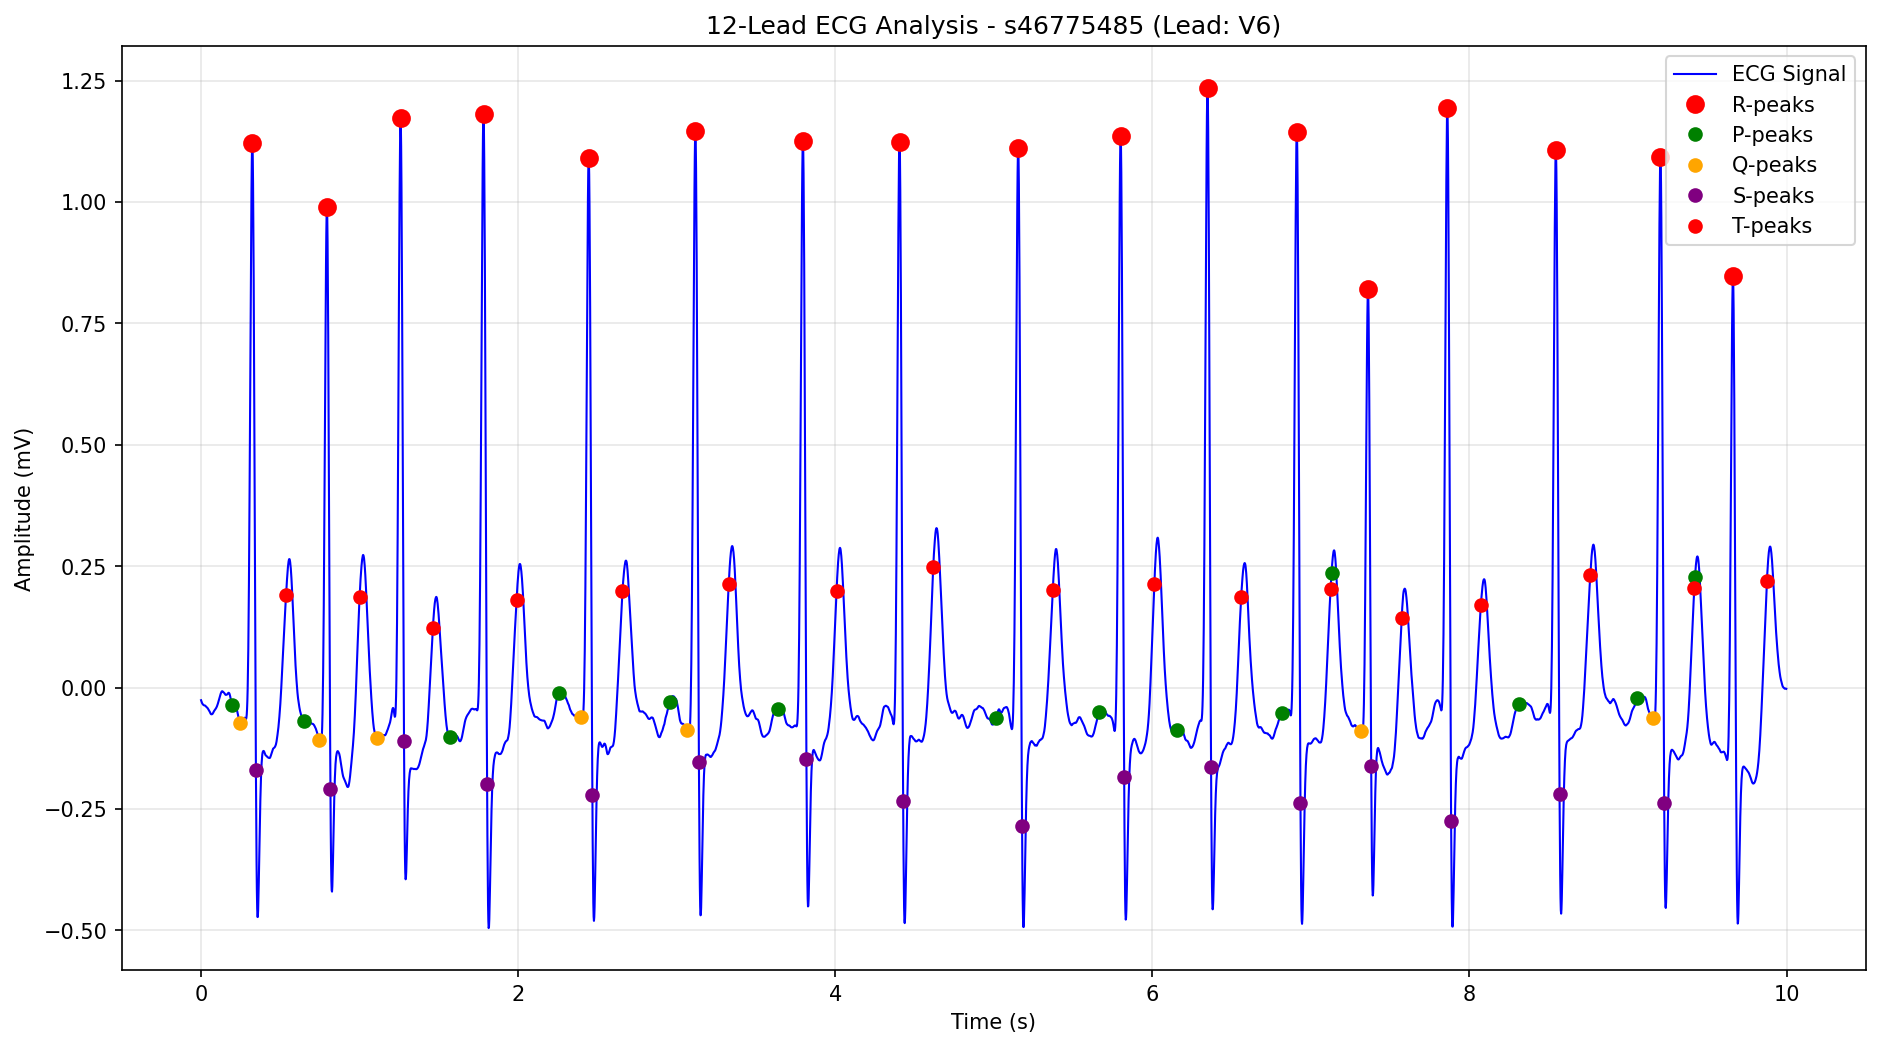 12-Lead ECG Analysis - s46775485 (Lead: V6)
ECG Signal
R-peaks
P-peaks
Q-peaks
S-peaks
T-peaks
1.25
1.00
0.75
0.50
0.25
0.00
−0.25
−0.50
Amplitude (mV)
0 2 4 6 8 10
Time (s)